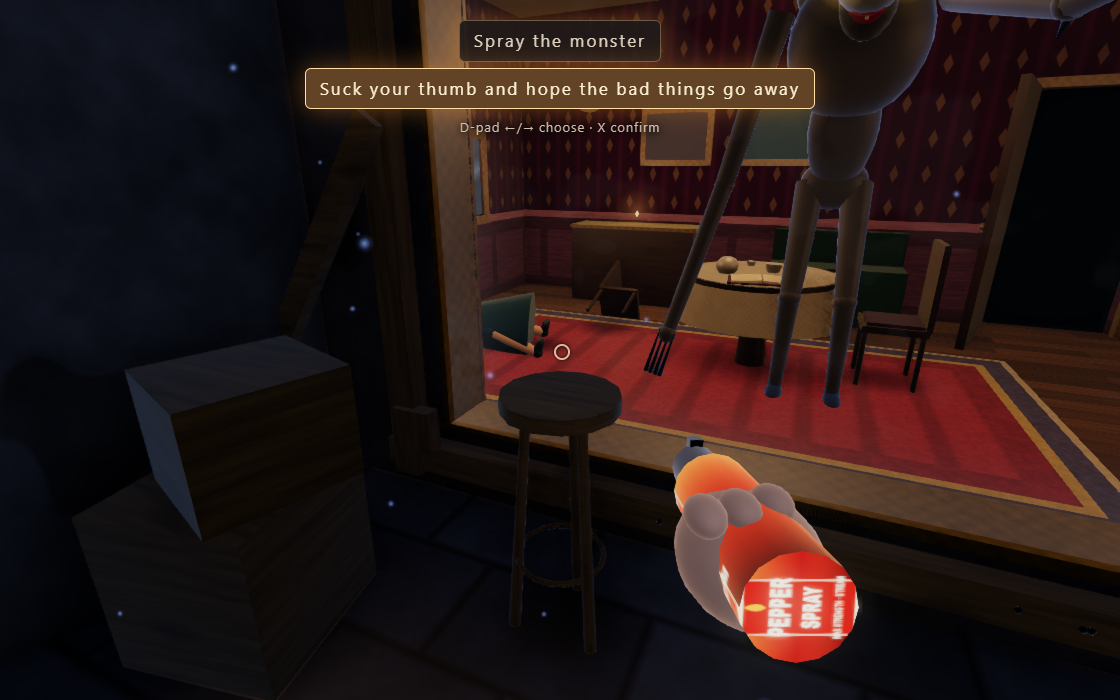 Spray the monster
Suck your thumb and hope the bad things go away
D-pad ←/→ choose · X confirm
PEPPER
SPRAY